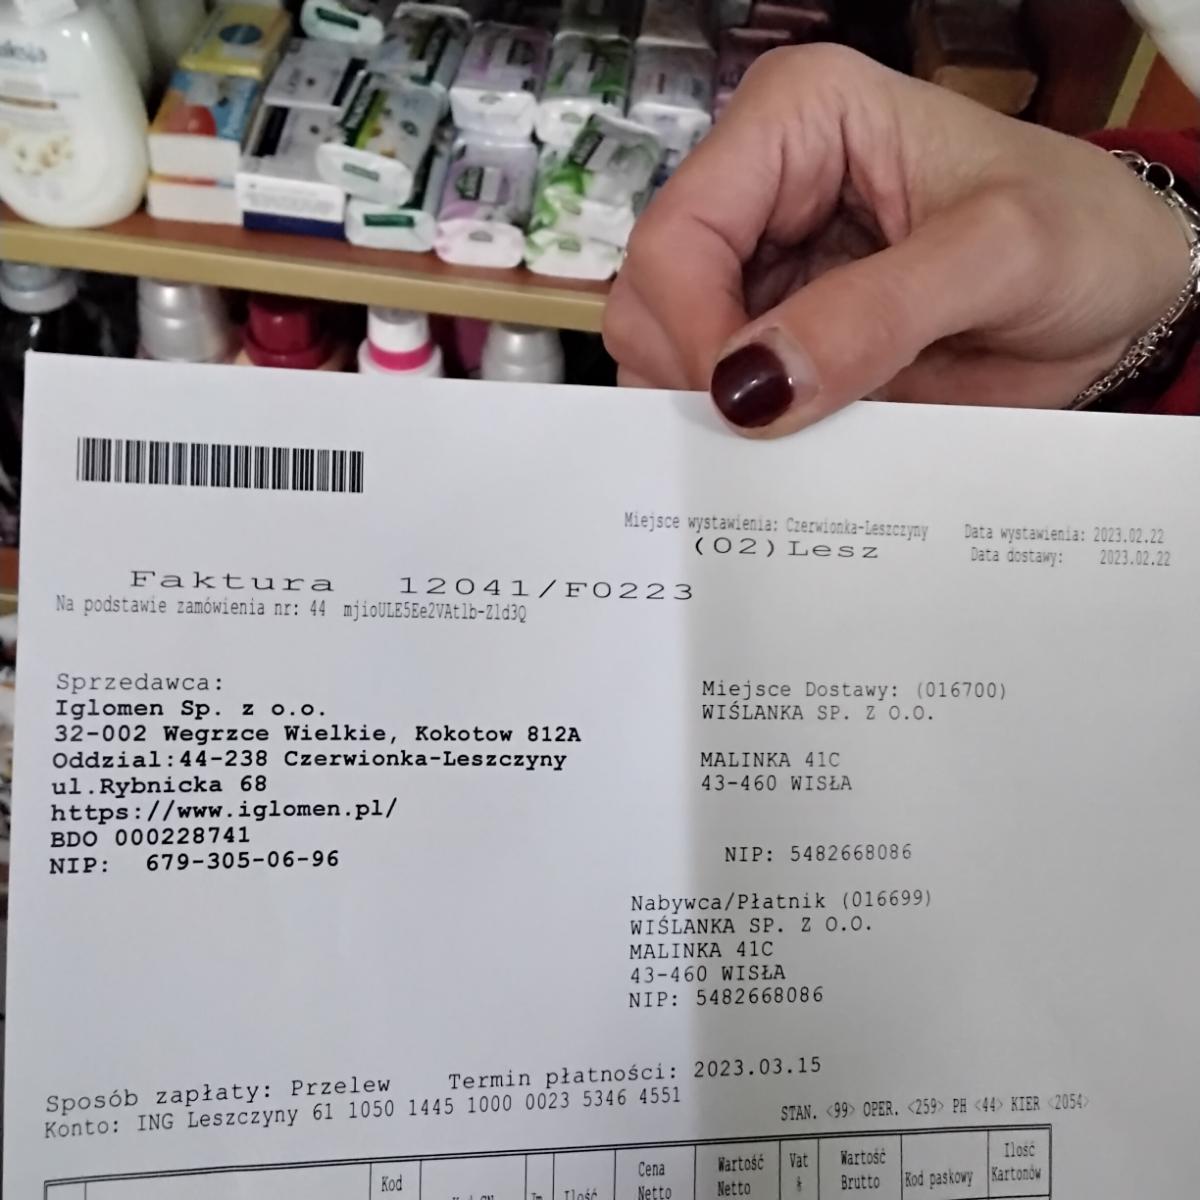 Miejsce wystawienia: Czerwionka-Leszczyny Data wystawienia: 2023.02.22
(02)Lesz Data dostawy: 2023.02.22
Faktura 12041/F0223
Na podstawie zamówienia nr: 44 mjioULE5Ee2VAtlb-Zld3Q
Sprzedawca:
Iglomen Sp. z o.o.
32-002 Wegrzce Wielkie, Kokotow 812A
Oddzial:44-238 Czerwionka-Leszczyny
ul.Rybnicka 68
https://www.iglomen.pl/
BDO 000228741
NIP: 679-305-06-96
Miejsce Dostawy: (016700)
WIŚLANKA SP. Z O.O.
MALINKA 41C
43-460 WISŁA
NIP: 5482668086
Nabywca/Płatnik (016699)
WIŚLANKA SP. Z O.O.
MALINKA 41C
43-460 WISŁA
NIP: 5482668086
Sposób zapłaty: Przelew Termin płatności: 2023.03.15
Konto: ING Leszczyny 61 1050 1445 1000 0023 5346 4551
STAN. <99> OPER. <259> PH <44> KIER <2054>
Kod
Ilość
Cena
Netto
Wartość
Netto
Vat
%
Wartość
Brutto
Kod paskowy
Ilość
Kartonów